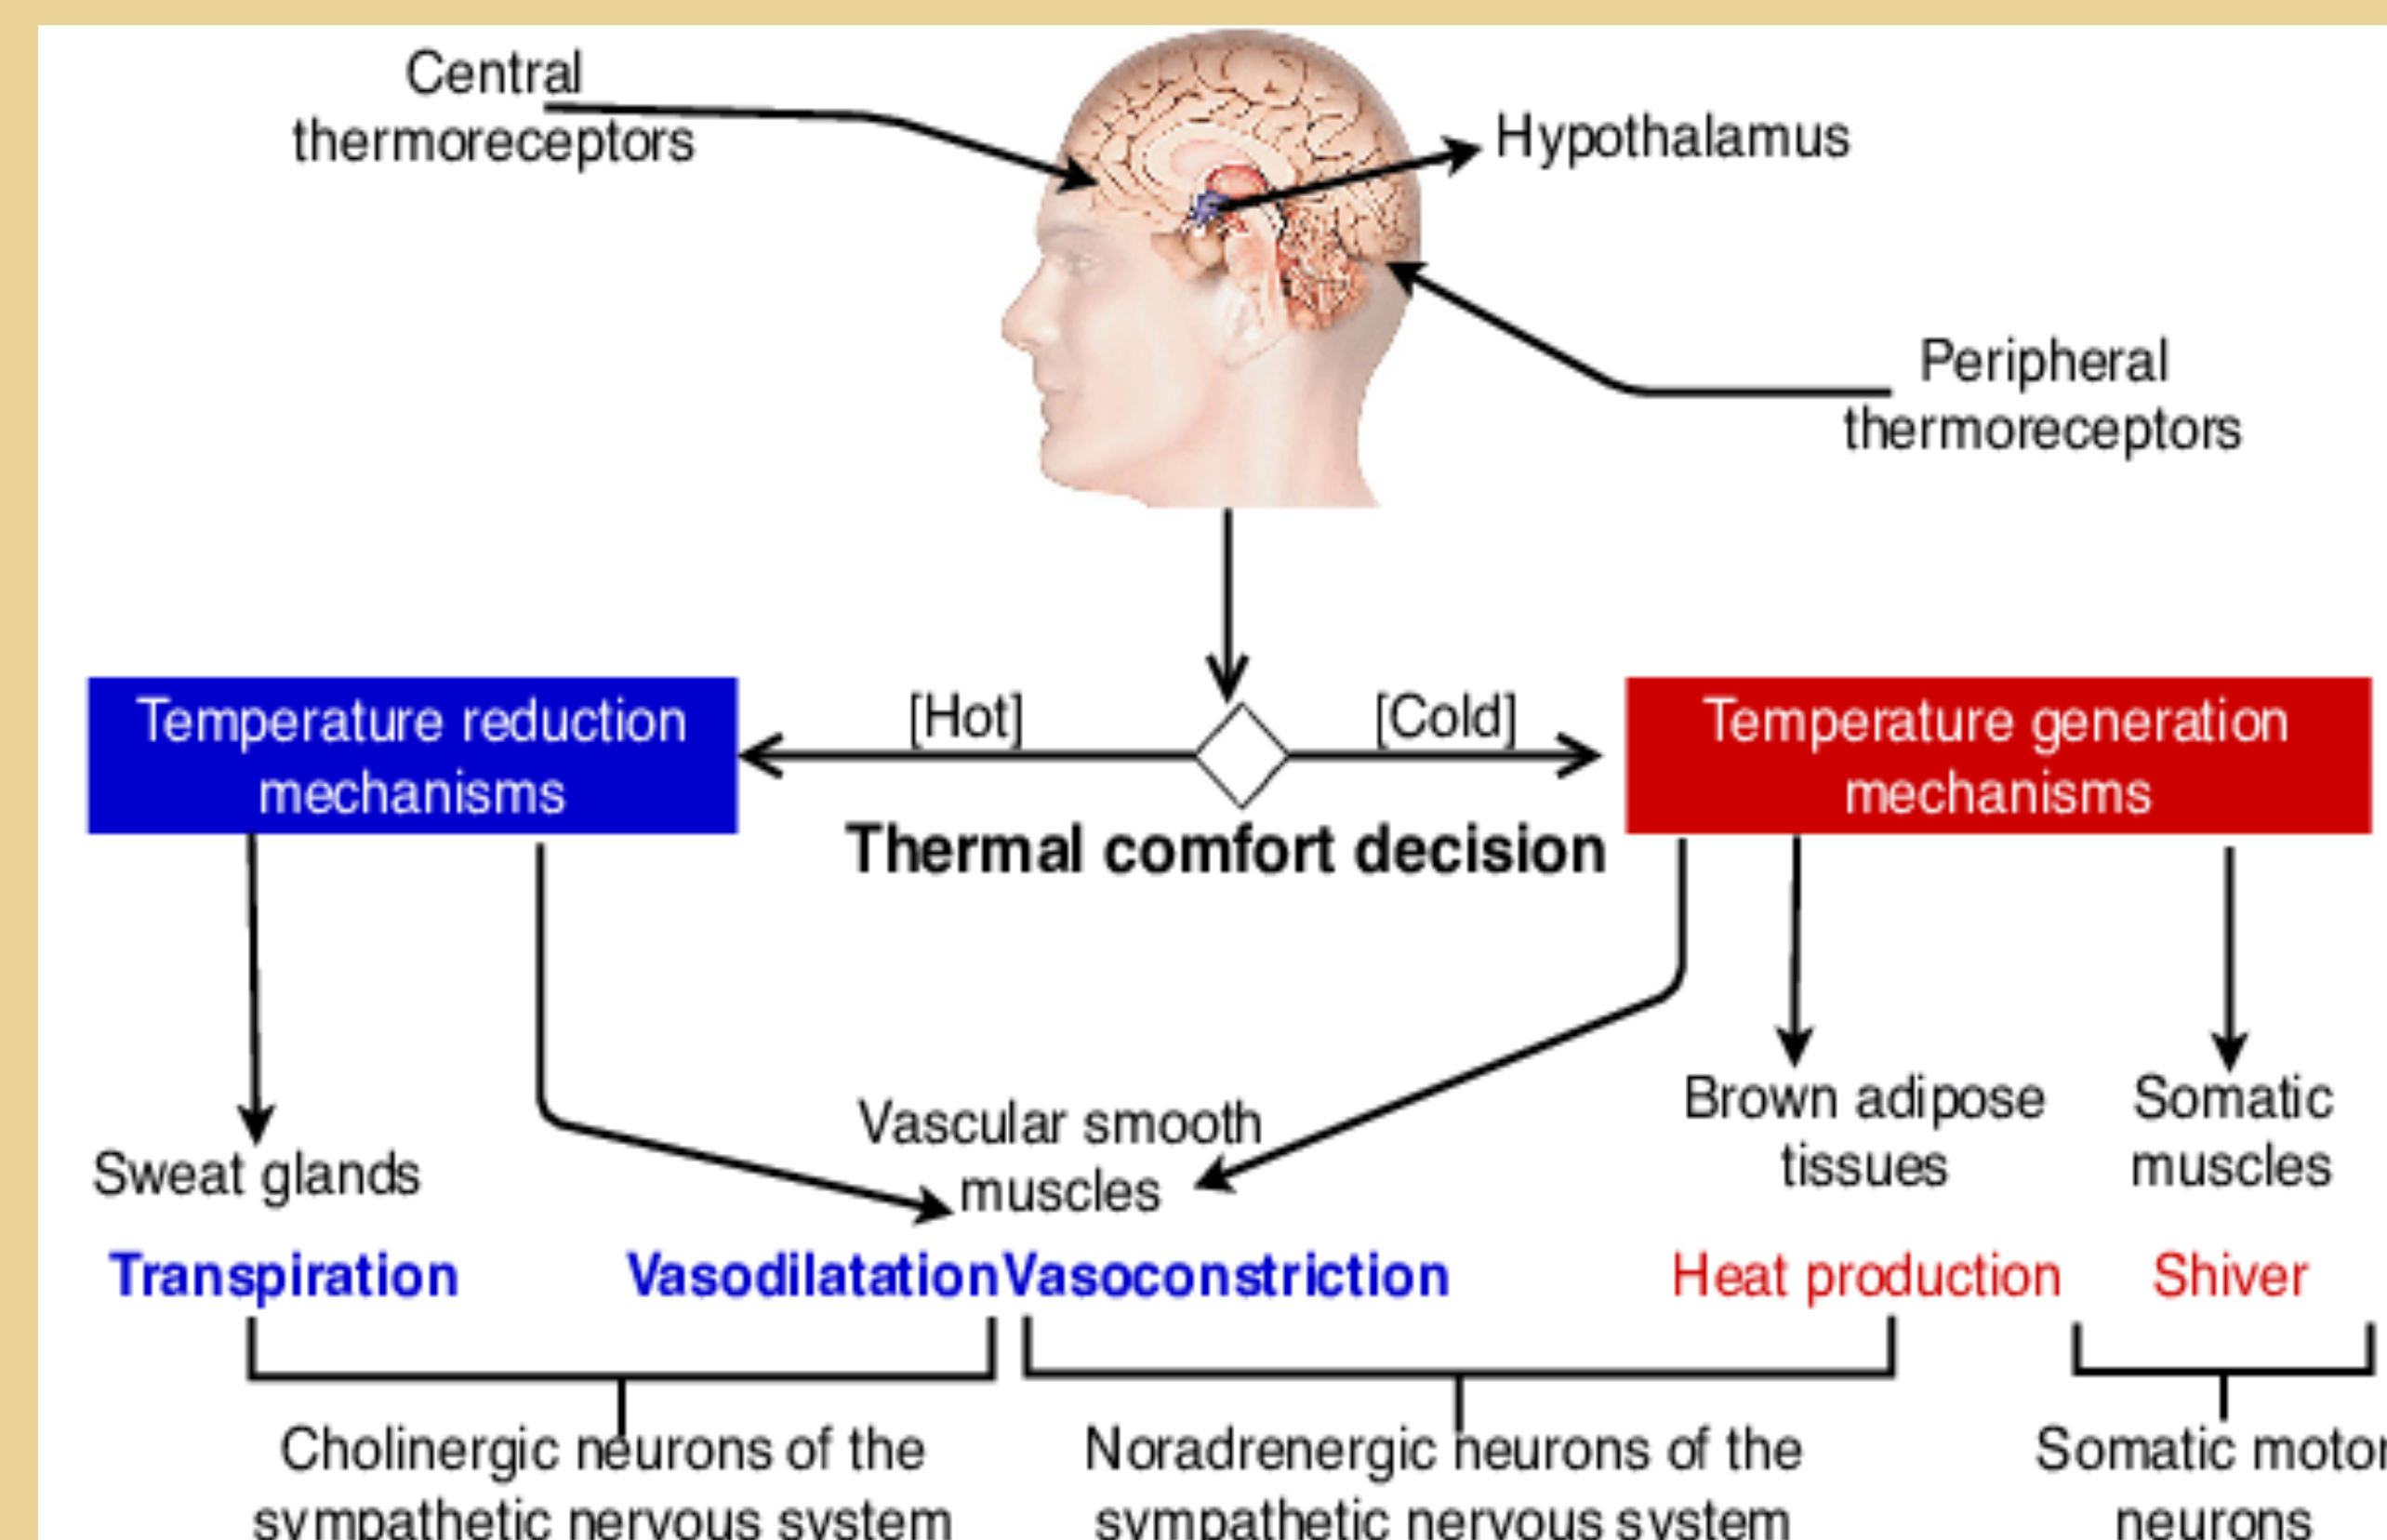 Central
thermoreceptors
Hypothalamus
Peripheral
thermoreceptors
Temperature reduction
mechanisms
[Hot]
[Cold]
Temperature generation
mechanisms
Thermal comfort decision
Sweat glands
Vascular smooth
muscles
Brown adipose
tissues
Somatic
muscles
Transpiration
Vasodilatation
Vasoconstriction
Heat production
Shiver
Cholinergic neurons of the
sympathetic nervous system
Noradrenergic neurons of the
sympathetic nervous system
Somatic motor
neurons